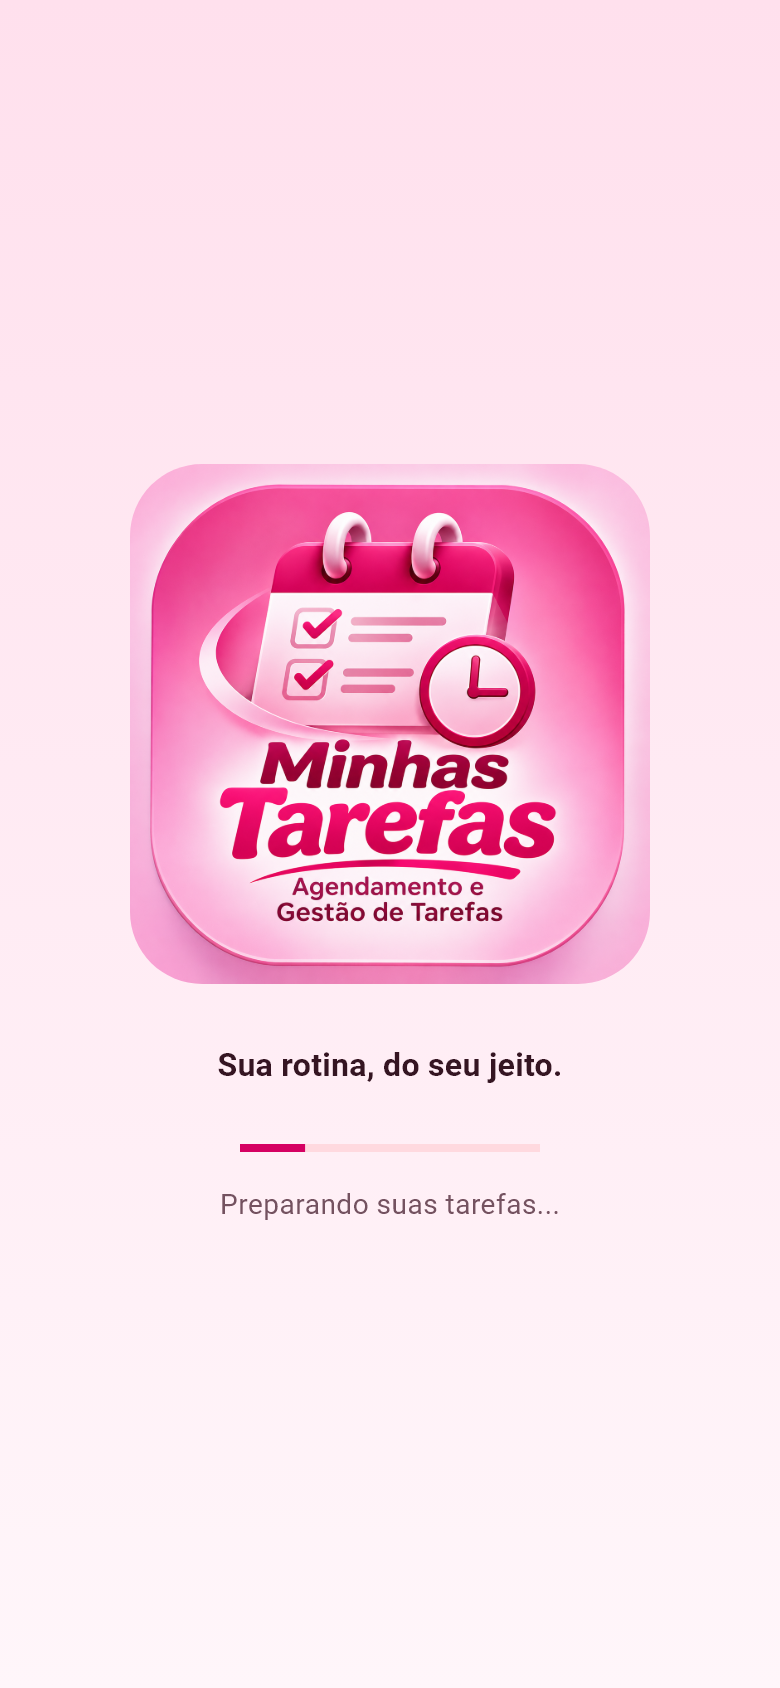 Minhas
Tarefas
Agendamento e
Gestão de Tarefas
Sua rotina, do seu jeito.
Preparando suas tarefas...